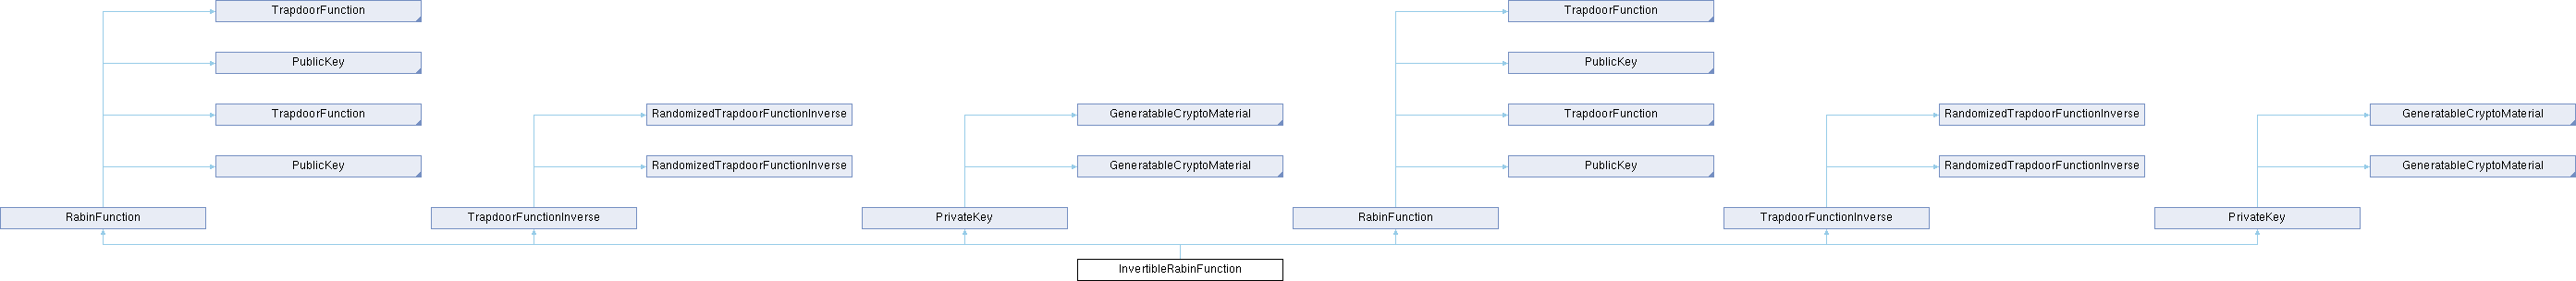 TrapdoorFunction TrapdoorFunction
PublicKey PublicKey
TrapdoorFunction RandomizedTrapdoorFunctionInverse GeneratableCryptoMaterial TrapdoorFunction RandomizedTrapdoorFunctionInverse GeneratableCryptoMaterial
PublicKey RandomizedTrapdoorFunctionInverse GeneratableCryptoMaterial PublicKey RandomizedTrapdoorFunctionInverse GeneratableCryptoMaterial
RabinFunction TrapdoorFunctionInverse PrivateKey RabinFunction TrapdoorFunctionInverse PrivateKey
InvertibleRabinFunction